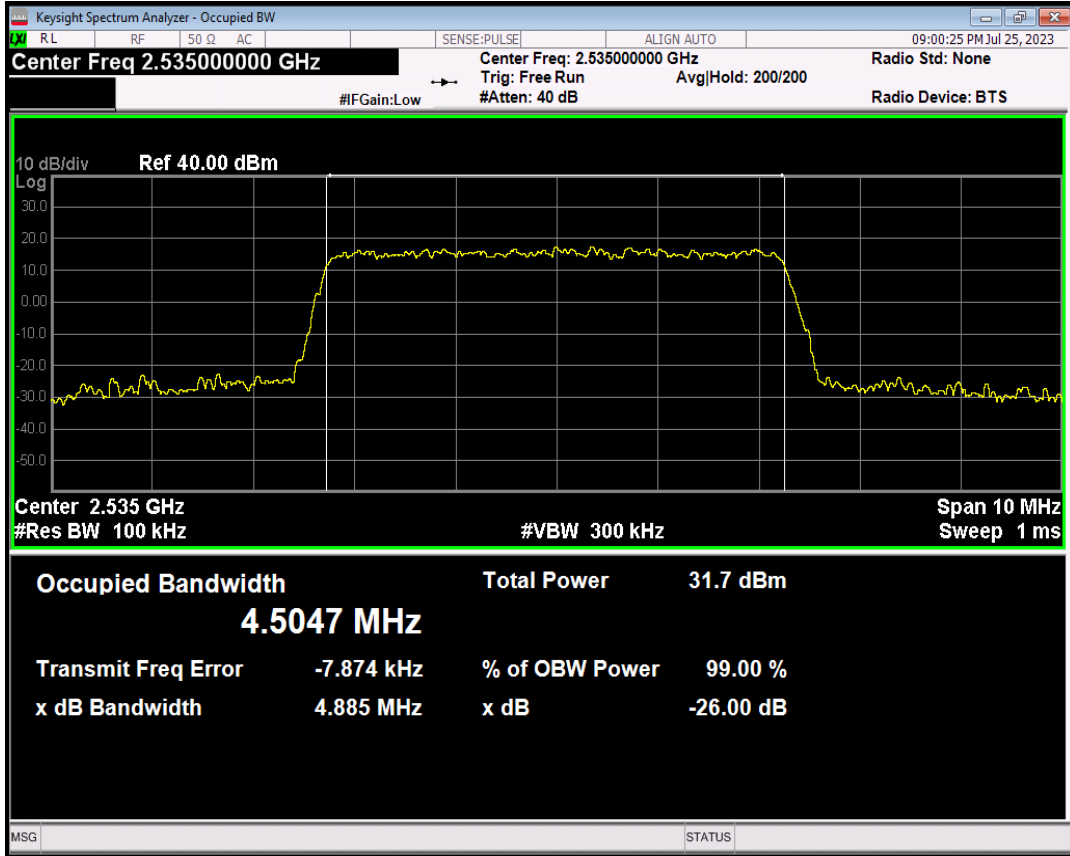 Keysight Spectrum Analyzer - Occupied BW
LXI RL RF 50 Ω AC SENSE:PULSE ALIGN AUTO 09:00:25 PM Jul 25, 2023
Center Freq 2.535000000 GHz
Center Freq: 2.535000000 GHz Radio Std: None
Trig: Free Run Avg|Hold: 200/200
#IFGain:Low #Atten: 40 dB Radio Device: BTS
10 dB/div Ref 40.00 dBm
Log
30.0
20.0
10.0
0.00
-10.0
-20.0
-30.0
-40.0
-50.0
Center 2.535 GHz Span 10 MHz
#Res BW 100 kHz #VBW 300 kHz Sweep 1 ms
Occupied Bandwidth Total Power 31.7 dBm
4.5047 MHz
Transmit Freq Error -7.874 kHz % of OBW Power 99.00 %
x dB Bandwidth 4.885 MHz x dB -26.00 dB
MSG STATUS